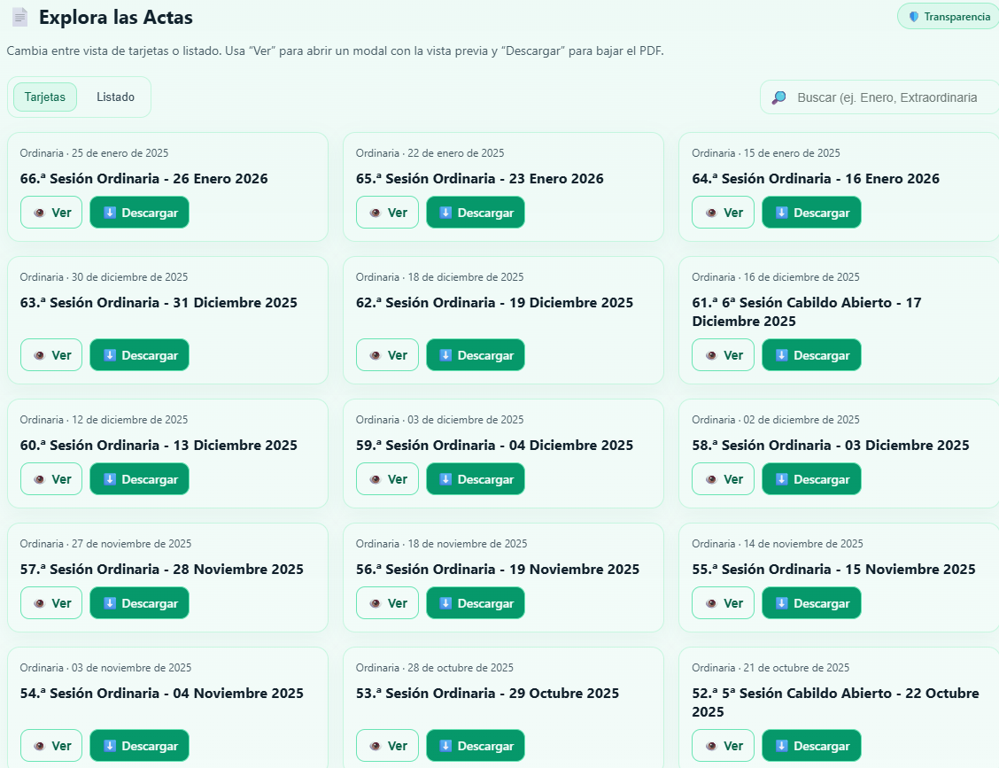 Explora las Actas
Transparencia
Cambia entre vista de tarjetas o listado. Usa “Ver” para abrir un modal con la vista previa y “Descargar” para bajar el PDF.
Tarjetas
Listado
Buscar (ej. Enero, Extraordinaria
Ordinaria · 25 de enero de 2025
66.ª Sesión Ordinaria - 26 Enero 2026
Ver
Descargar
Ordinaria · 22 de enero de 2025
65.ª Sesión Ordinaria - 23 Enero 2026
Ver
Descargar
Ordinaria · 15 de enero de 2025
64.ª Sesión Ordinaria - 16 Enero 2026
Ver
Descargar
Ordinaria · 30 de diciembre de 2025
63.ª Sesión Ordinaria - 31 Diciembre 2025
Ver
Descargar
Ordinaria · 18 de diciembre de 2025
62.ª Sesión Ordinaria - 19 Diciembre 2025
Ver
Descargar
Ordinaria · 16 de diciembre de 2025
61.ª 6ª Sesión Cabildo Abierto - 17
Diciembre 2025
Ver
Descargar
Ordinaria · 12 de diciembre de 2025
60.ª Sesión Ordinaria - 13 Diciembre 2025
Ver
Descargar
Ordinaria · 03 de diciembre de 2025
59.ª Sesión Ordinaria - 04 Diciembre 2025
Ver
Descargar
Ordinaria · 02 de diciembre de 2025
58.ª Sesión Ordinaria - 03 Diciembre 2025
Ver
Descargar
Ordinaria · 27 de noviembre de 2025
57.ª Sesión Ordinaria - 28 Noviembre 2025
Ver
Descargar
Ordinaria · 18 de noviembre de 2025
56.ª Sesión Ordinaria - 19 Noviembre 2025
Ver
Descargar
Ordinaria · 14 de noviembre de 2025
55.ª Sesión Ordinaria - 15 Noviembre 2025
Ver
Descargar
Ordinaria · 03 de noviembre de 2025
54.ª Sesión Ordinaria - 04 Noviembre 2025
Ver
Descargar
Ordinaria · 28 de octubre de 2025
53.ª Sesión Ordinaria - 29 Octubre 2025
Ver
Descargar
Ordinaria · 21 de octubre de 2025
52.ª 5ª Sesión Cabildo Abierto - 22 Octubre
2025
Ver
Descargar